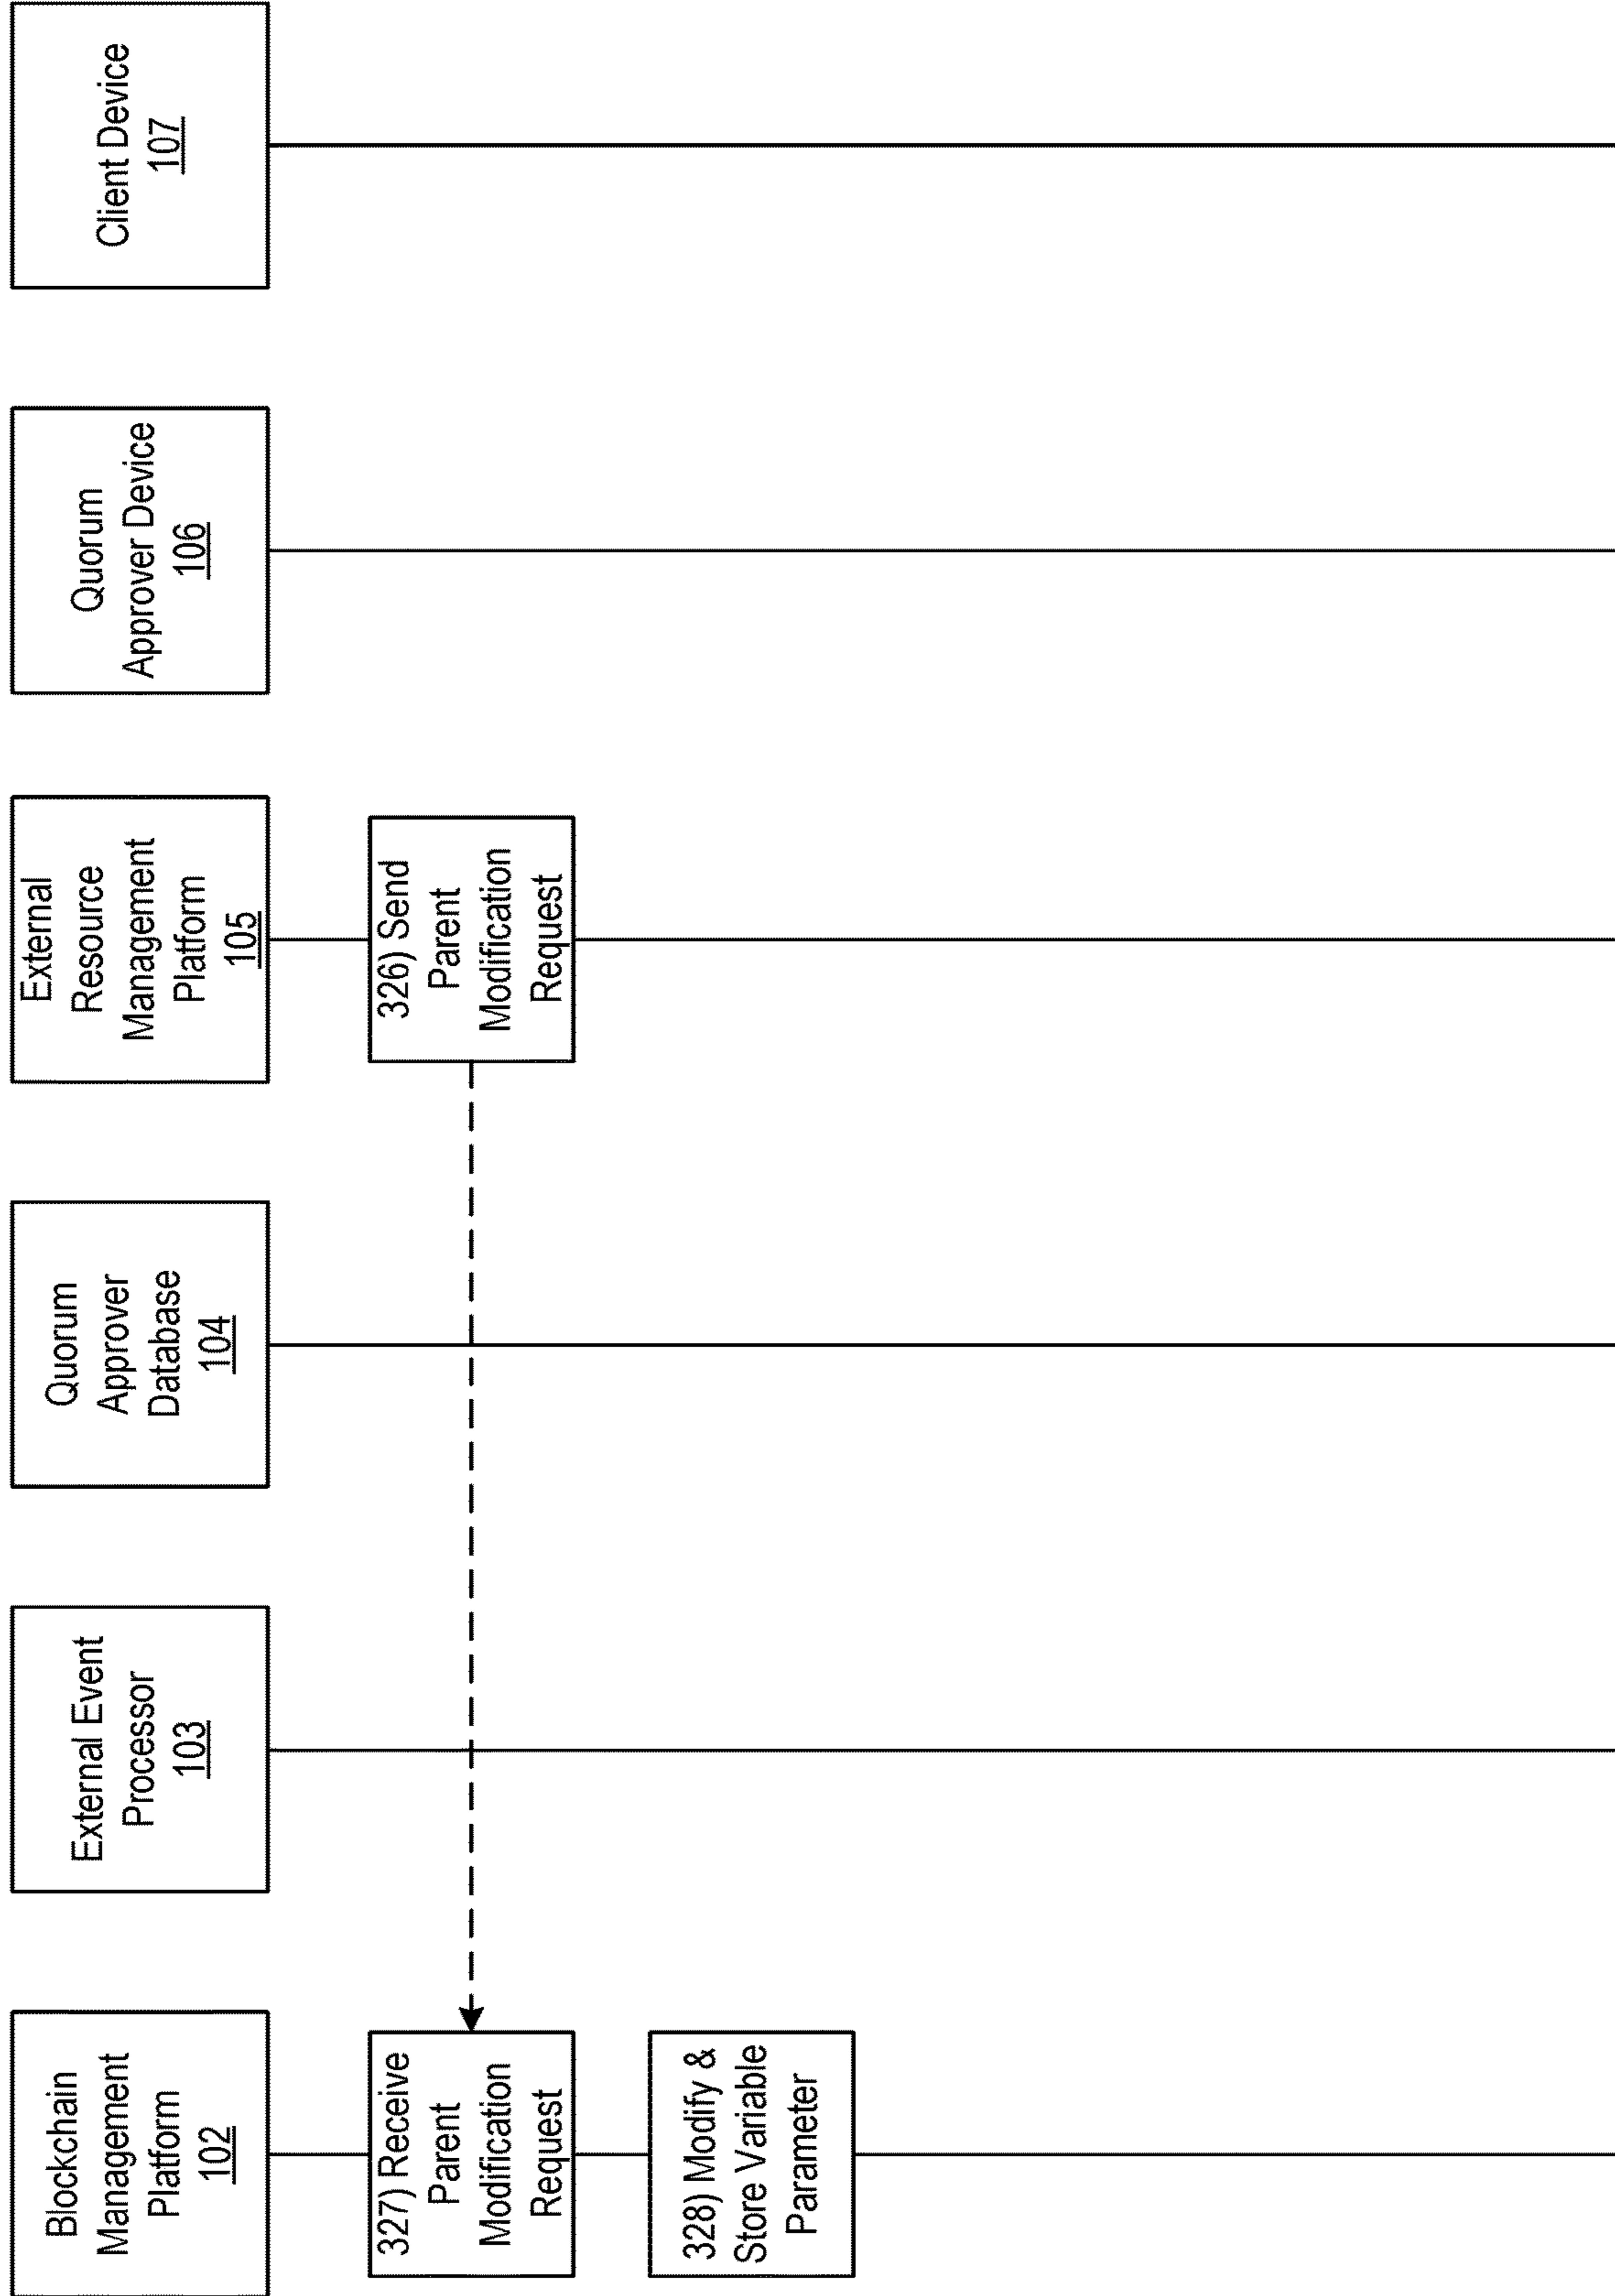 Blockchain
Management
Platform
102
External Event
Processor
103
Quorum
Approver
Database
104
External
Resource
Management
Platform
105
Quorum
Approver Device
106
Client Device
107
327) Receive
Parent
Modification
Request
326) Send
Parent
Modification
Request
328) Modify &
Store Variable
Parameter